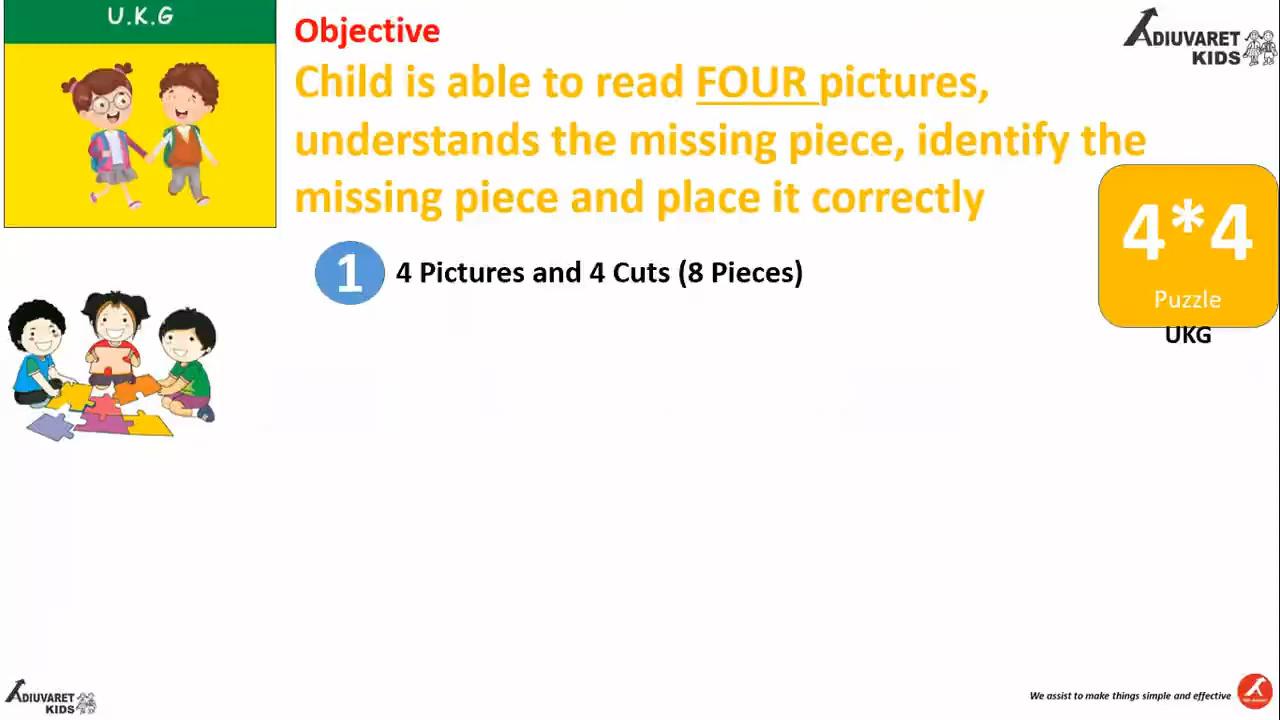 U.K.G
Objective
ADIUVARET
KIDS
Child is able to read FOUR pictures,
understands the missing piece, identify the
missing piece and place it correctly
4*4
Puzzle
UKG
1 4 Pictures and 4 Cuts (8 Pieces)
ADIUVARET
KIDS
We assist to make things simple and effective